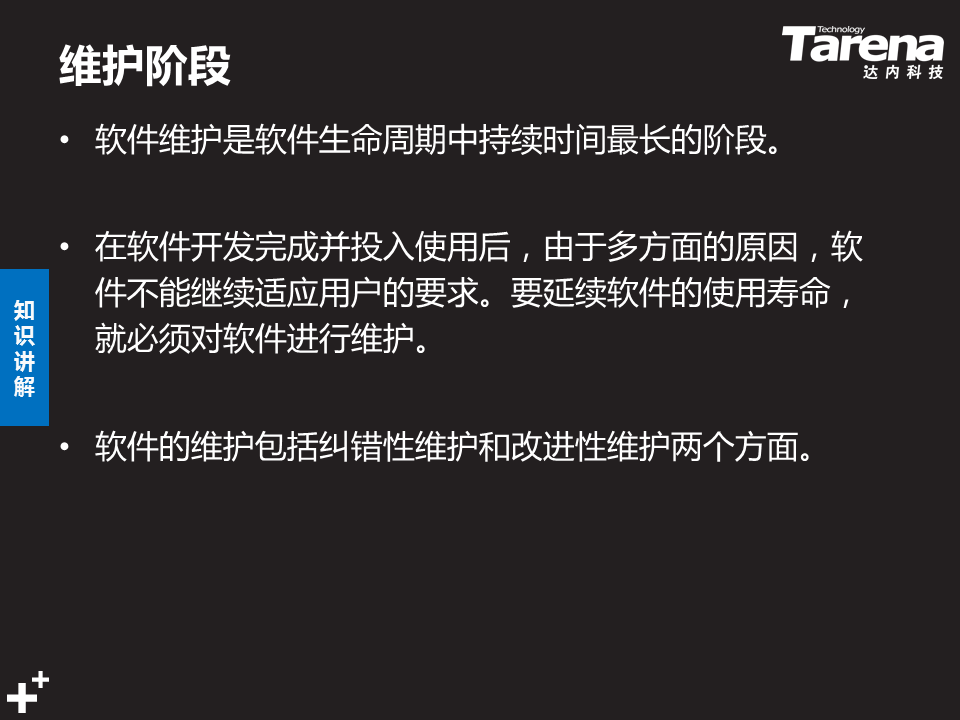 维护阶段
Technology
Tarena
达内科技
• 软件维护是软件生命周期中持续时间最长的阶段。
• 在软件开发完成并投入使用后，由于多方面的原因，软
件不能继续适应用户的要求。要延续软件的使用寿命，
就必须对软件进行维护。
知
识
讲
解
• 软件的维护包括纠错性维护和改进性维护两个方面。